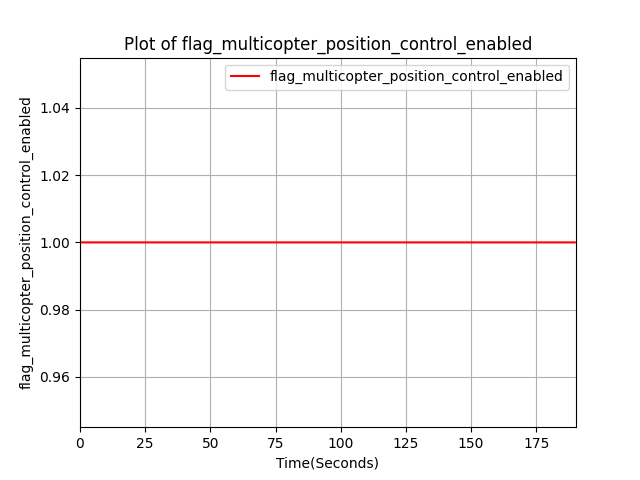 Plot of flag_multicopter_position_control_enabled
flag_multicopter_position_control_enabled
flag_multicopter_position_control_enabled
1.04
1.02
1.00
0.98
0.96
0 25 50 75 100 125 150 175
Time(Seconds)